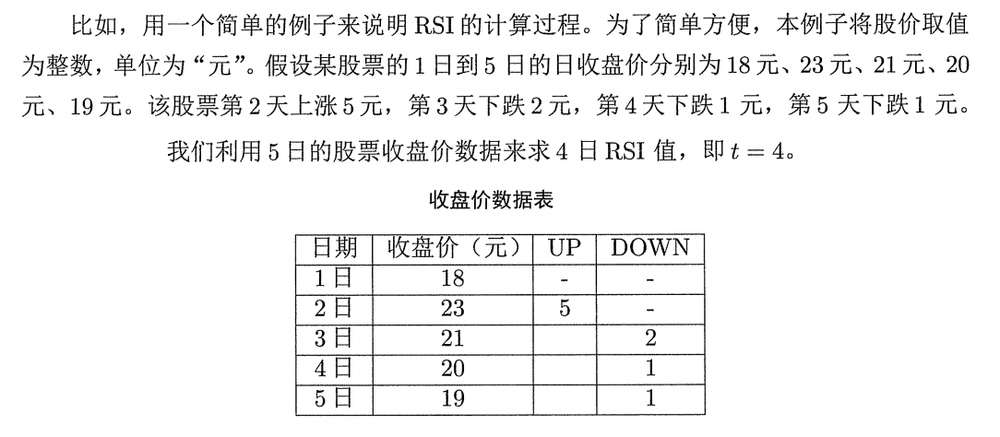 比如，用一个简单的例子来说明 RSI 的计算过程。为了简单方便，本例子将股价取值
为整数，单位为“元”。假设某股票的 1 日到 5 日的日收盘价分别为 18 元、23 元、21 元、20
元、19 元。该股票第 2 天上涨 5 元，第 3 天下跌 2 元，第 4 天下跌 1 元，第 5 天下跌 1 元。
我们利用 5 日的股票收盘价数据来求 4 日 RSI 值，即 t = 4。
收盘价数据表
日期 收盘价（元） UP DOWN
1 日 18 - -
2 日 23 5 -
3 日 21 2
4 日 20 1
5 日 19 1